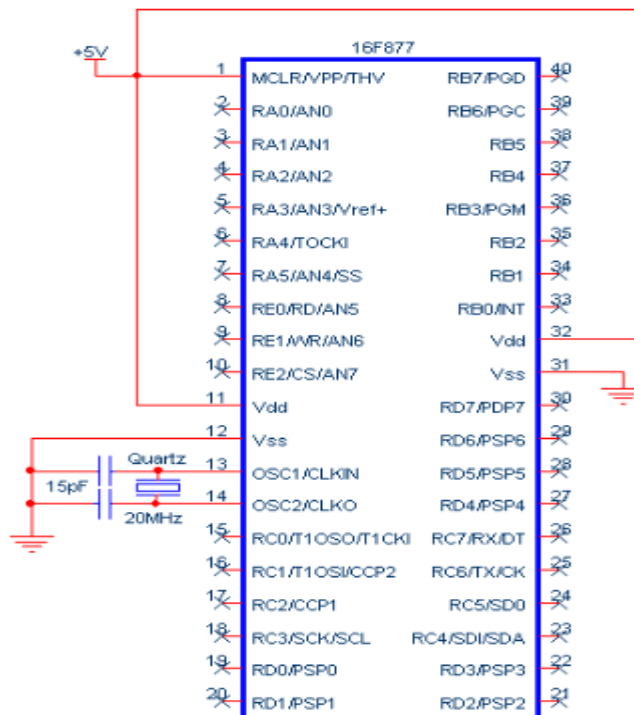 16F877
+5V
1 MCLR/VPP/THV RB7/PGD 40
2 RA0/AN0 RB6/PGC 39
3 RA1/AN1 RB5 38
4 RA2/AN2 RB4 37
5 RA3/AN3/Vref+ RB3/PGM 36
6 RA4/TOCKI RB2 35
7 RA5/AN4/SS RB1 34
8 RE0/RD/AN5 RB0/INT 33
9 RE1/WR/AN6 Vdd 32
10 RE2/CS/AN7 Vss 31
11 Vdd RD7/PDP7 30
12 Vss RD6/PSP6 29
Quartz 13 OSC1/CLKIN RD5/PSP5 28
15pF
14 OSC2/CLKO RD4/PSP4 27
20MHz
15 RC0/T1OSO/T1CKI RC7/RX/DT 26
16 RC1/T1OSI/CCP2 RC6/TX/CK 25
17 RC2/CCP1 RC5/SD0 24
18 RC3/SCK/SCL RC4/SDI/SDA 23
19 RD0/PSP0 RD3/PSP3 22
20 RD1/PSP1 RD2/PSP2 21